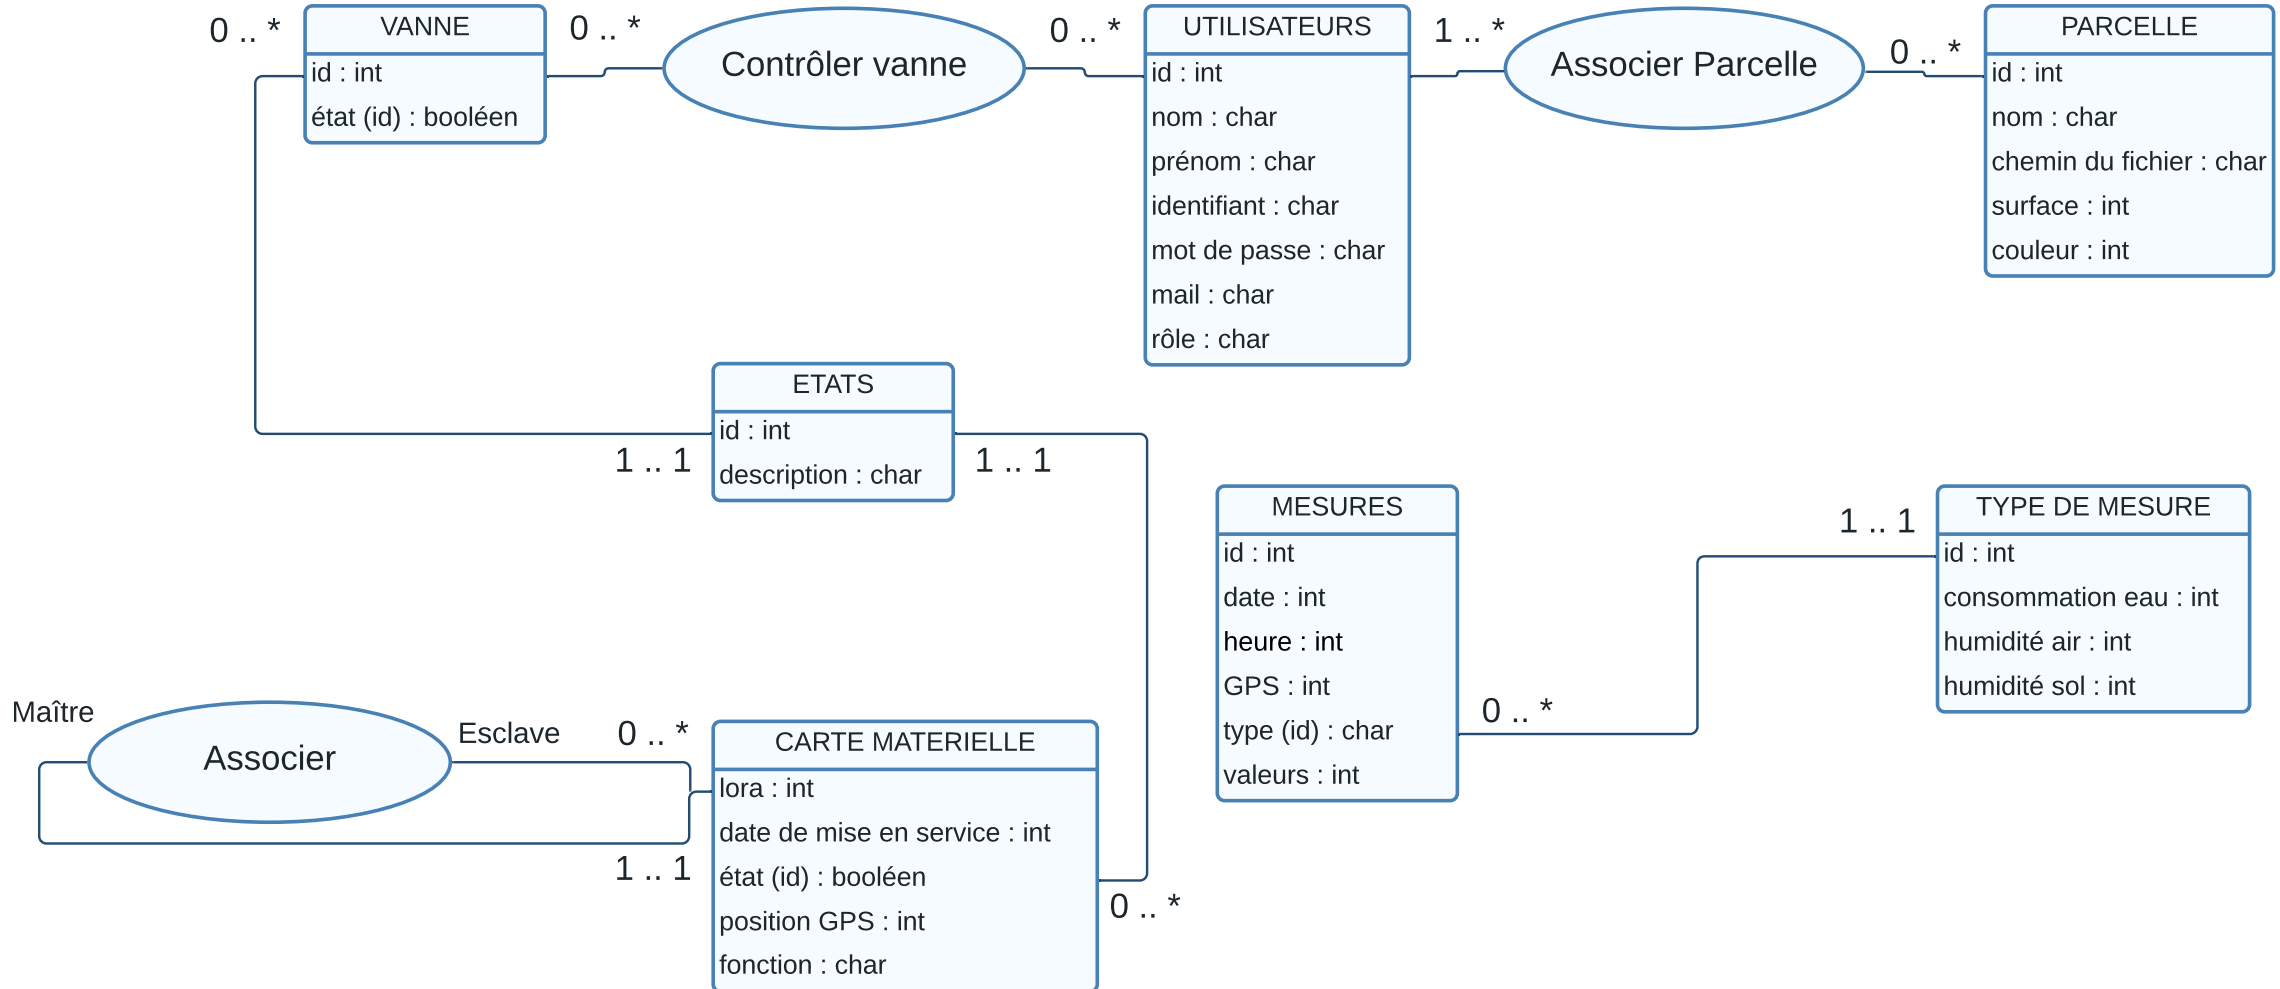 0 .. *
VANNE
id : int
état (id) : booléen
0 .. *
Contrôler vanne
0 .. *
UTILISATEURS
id : int
nom : char
prénom : char
identifiant : char
mot de passe : char
mail : char
rôle : char
1 .. *
Associer Parcelle
0 .. *
PARCELLE
id : int
nom : char
chemin du fichier : char
surface : int
couleur : int
ETATS
id : int
description : char
1 .. 1
1 .. 1
MESURES
id : int
date : int
heure : int
GPS : int
type (id) : char
valeurs : int
0 .. *
1 .. 1
TYPE DE MESURE
id : int
consommation eau : int
humidité air : int
humidité sol : int
Maître
Associer
Esclave
0 .. *
1 .. 1
CARTE MATERIELLE
lora : int
date de mise en service : int
état (id) : booléen
position GPS : int
fonction : char
0 .. *